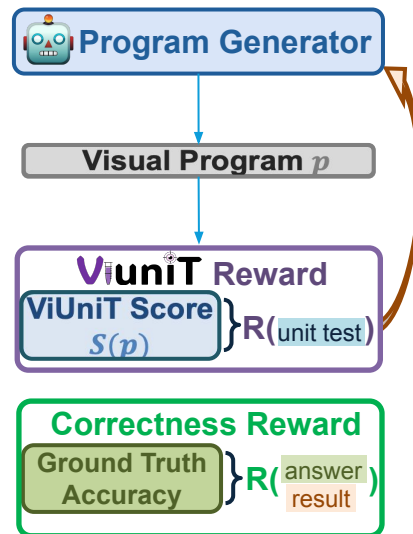 Program Generator
Visual Program p
ViuniT Reward
ViUniT Score
S(p)
R(unit test)
Correctness Reward
Ground Truth
Accuracy
R(answer
result)